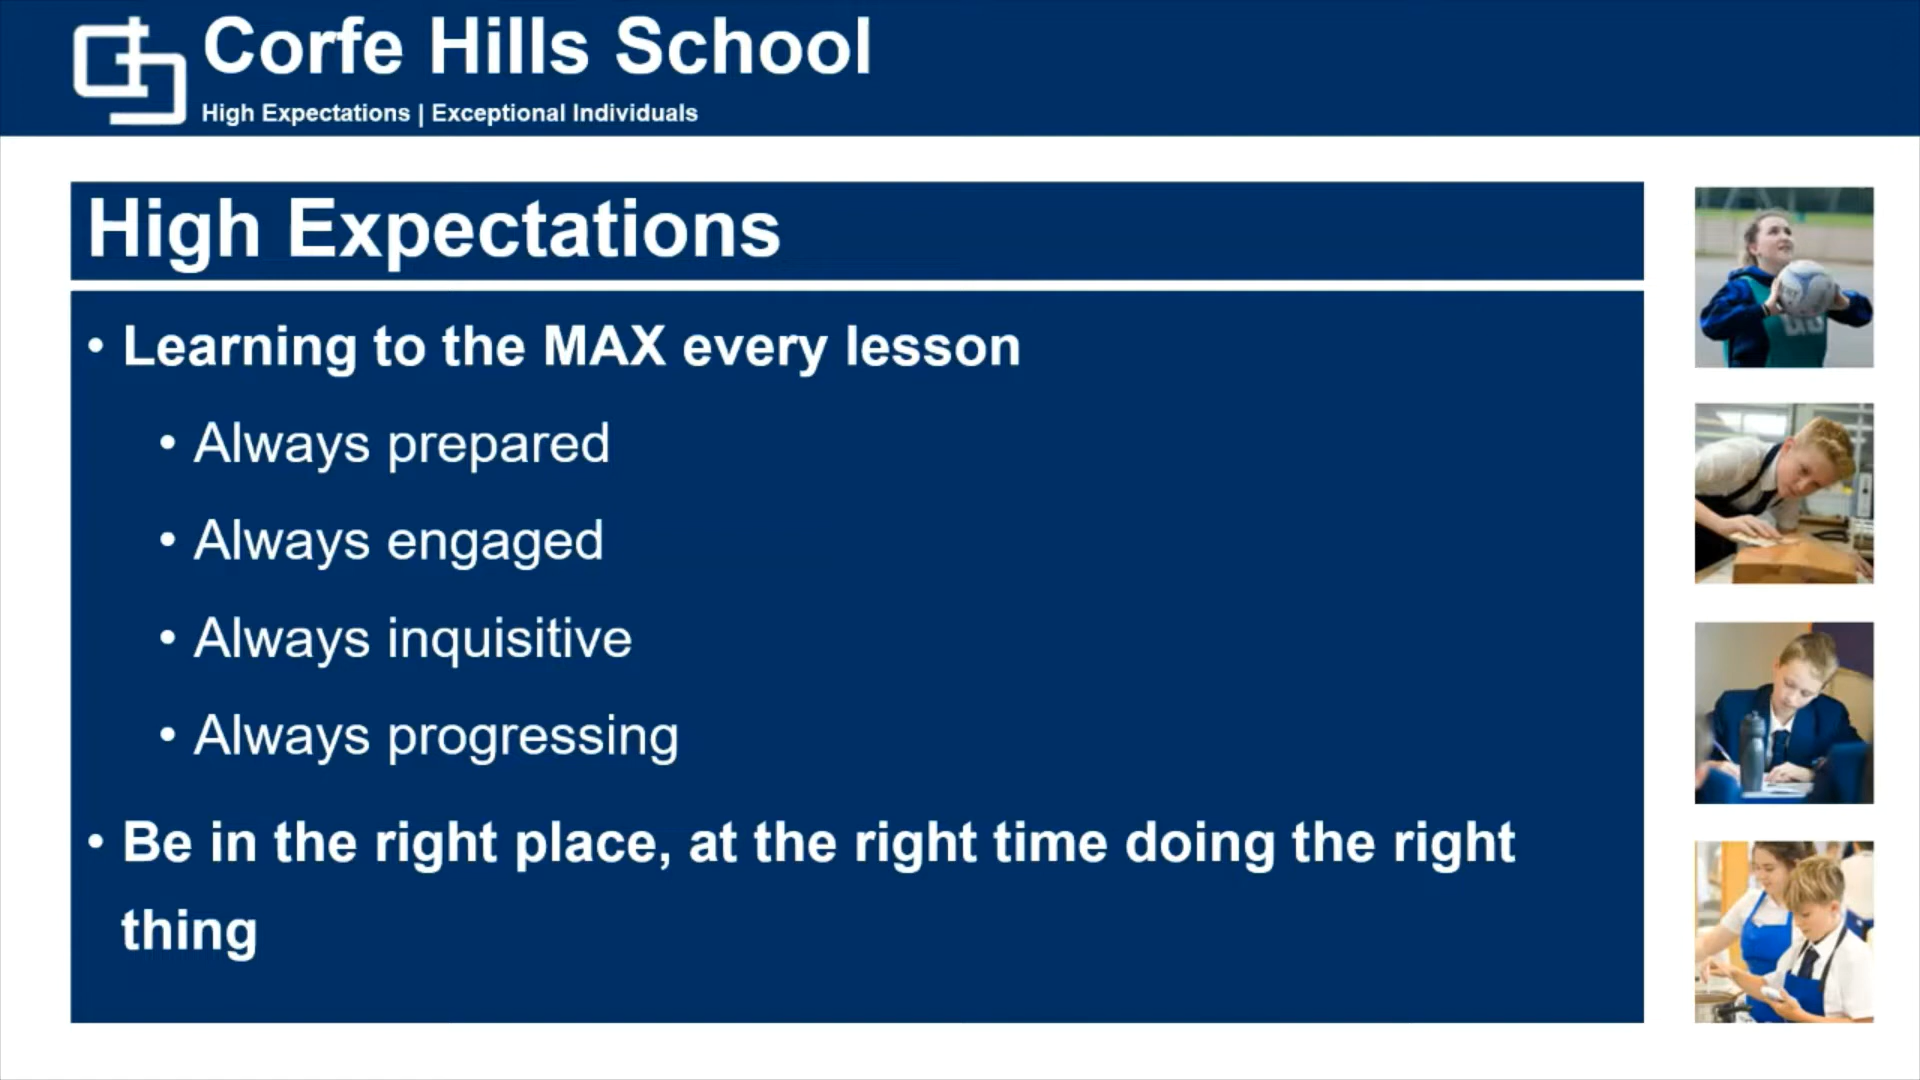 Corfe Hills School
High Expectations | Exceptional Individuals
High Expectations
• Learning to the MAX every lesson
• Always prepared
• Always engaged
• Always inquisitive
• Always progressing
• Be in the right place, at the right time doing the right
thing